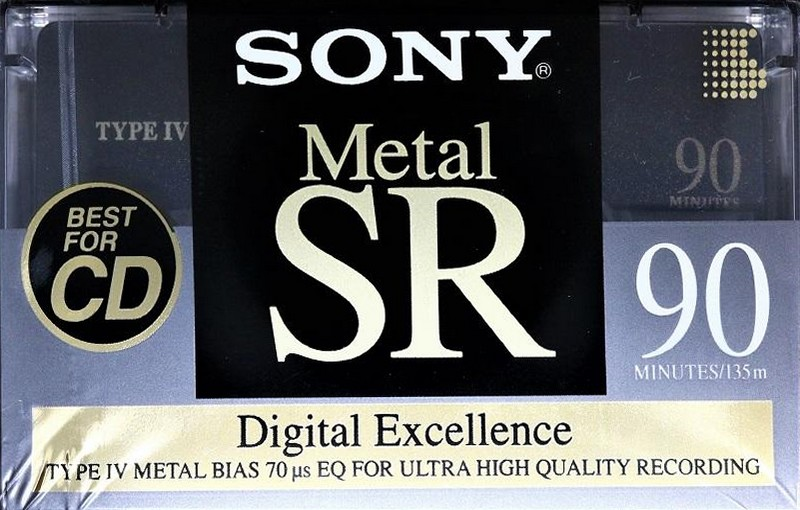 SONY®
TYPE IV
Metal
SR
90
MINUTES
BEST
FOR
CD
90
MINUTES/135m
Digital Excellence
TYPE IV METAL BIAS 70 µs EQ FOR ULTRA HIGH QUALITY RECORDING